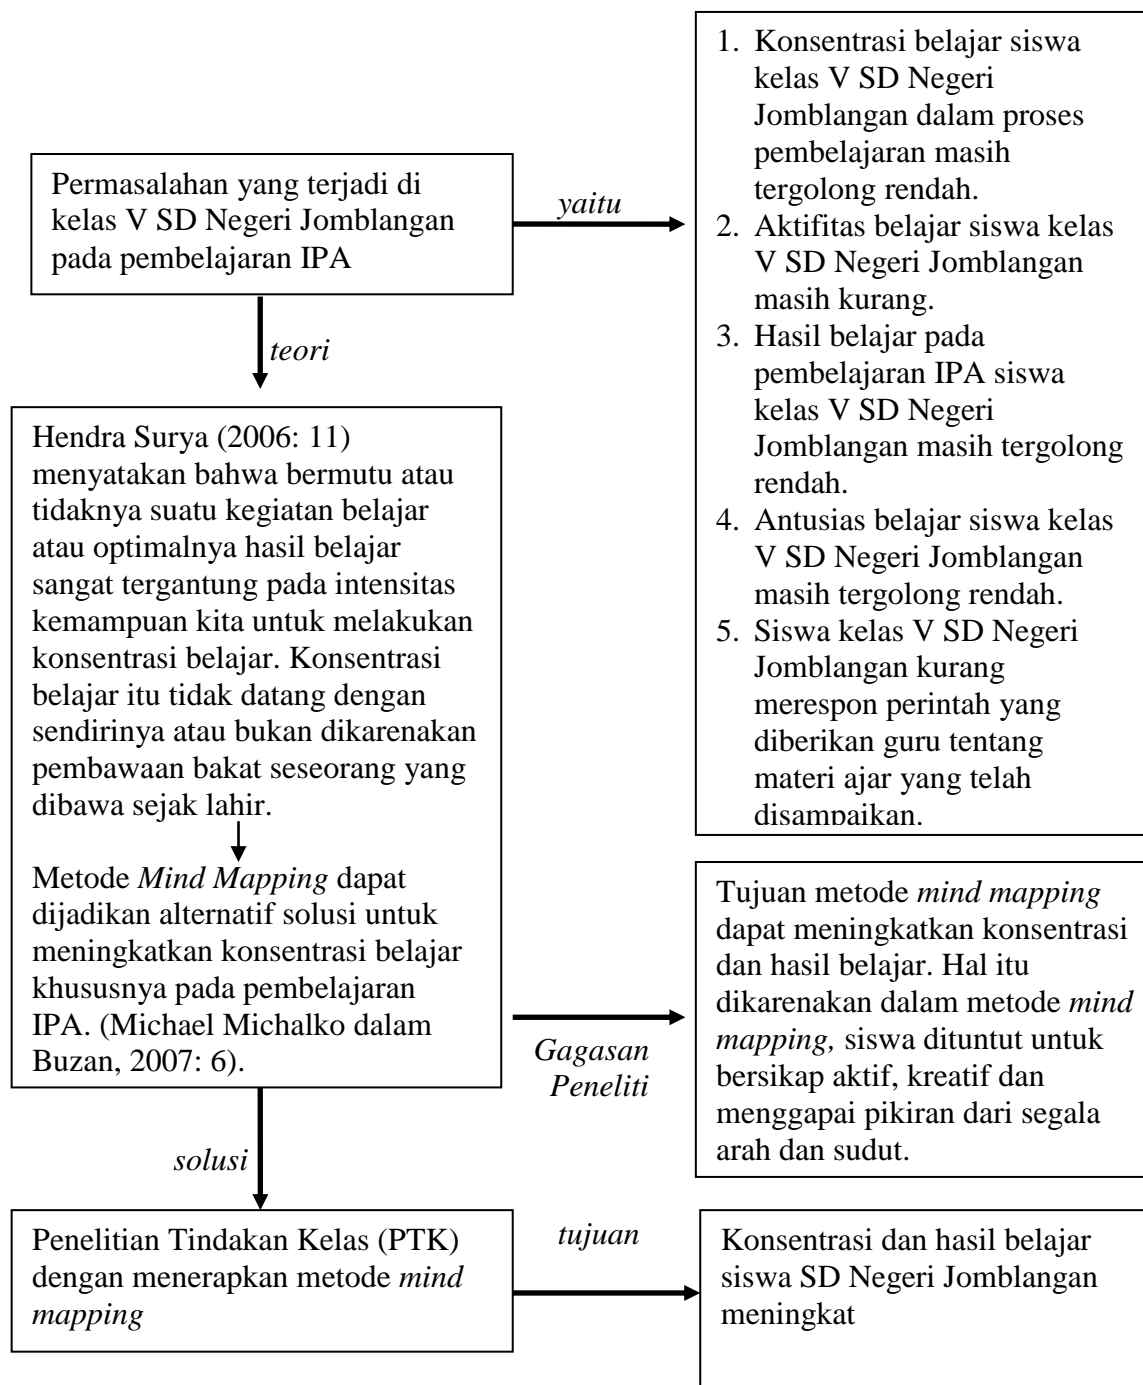 Permasalahan yang terjadi di
kelas V SD Negeri Jomblangan
pada pembelajaran IPA
yaitu
1. Konsentrasi belajar siswa
kelas V SD Negeri
Jomblangan dalam proses
pembelajaran masih
tergolong rendah.
2. Aktifitas belajar siswa kelas
V SD Negeri Jomblangan
masih kurang.
3. Hasil belajar pada
pembelajaran IPA siswa
kelas V SD Negeri
Jomblangan masih tergolong
rendah.
4. Antusias belajar siswa kelas
V SD Negeri Jomblangan
masih tergolong rendah.
5. Siswa kelas V SD Negeri
Jomblangan kurang
merespon perintah yang
diberikan guru tentang
materi ajar yang telah
disampaikan.
teori
Hendra Surya (2006: 11)
menyatakan bahwa bermutu atau
tidaknya suatu kegiatan belajar
atau optimalnya hasil belajar
sangat tergantung pada intensitas
kemampuan kita untuk melakukan
konsentrasi belajar. Konsentrasi
belajar itu tidak datang dengan
sendirinya atau bukan dikarenakan
pembawaan bakat seseorang yang
dibawa sejak lahir.
Metode Mind Mapping dapat
dijadikan alternatif solusi untuk
meningkatkan konsentrasi belajar
khususnya pada pembelajaran
IPA. (Michael Michalko dalam
Buzan, 2007: 6).
Gagasan
Peneliti
Tujuan metode mind mapping
dapat meningkatkan konsentrasi
dan hasil belajar. Hal itu
dikarenakan dalam metode mind
mapping, siswa dituntut untuk
bersikap aktif, kreatif dan
menggapai pikiran dari segala
arah dan sudut.
solusi
Penelitian Tindakan Kelas (PTK)
dengan menerapkan metode mind
mapping
tujuan
Konsentrasi dan hasil belajar
siswa SD Negeri Jomblangan
meningkat